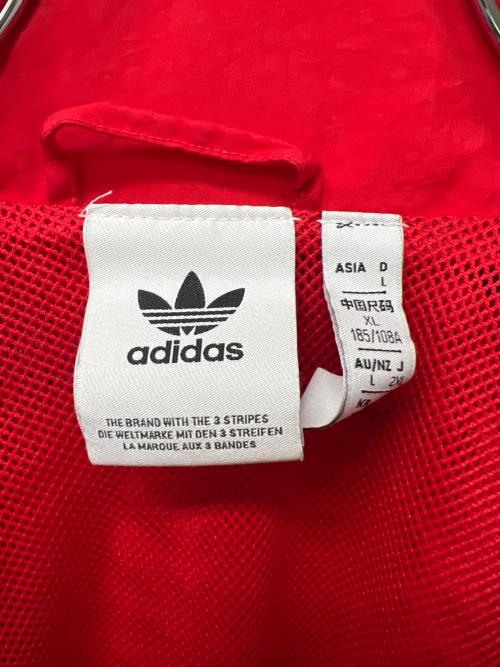 adidas
THE BRAND WITH THE 3 STRIPES
DIE WELTMARKE MIT DEN 3 STREIFEN
LA MARQUE AUX 3 BANDES
ASIA D
L
中国尺码
XL
185/108A
AU/NZ J
L 2XL